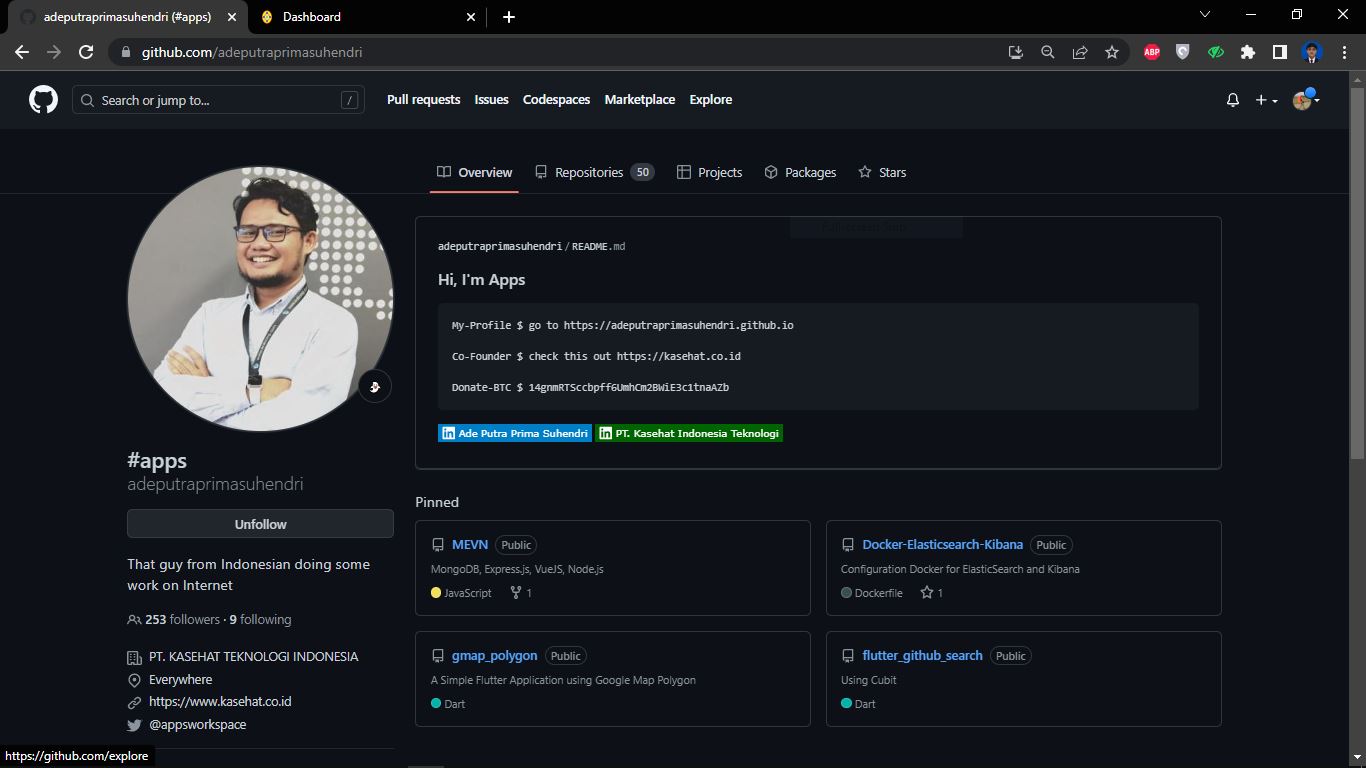 adeputraprimasuhendri (#apps)
Dashboard
github.com/adeputraprimasuhendri
ABP
Search or jump to...
/
Pull requests Issues Codespaces Marketplace Explore
Overview Repositories 50 Projects Packages Stars
adeputraprimasuhendri / README.md
Hi, I'm Apps
My-Profile $ go to https://adeputraprimasuhendri.github.io
Co-Founder $ check this out https://kasehat.co.id
Donate-BTC $ 14gnmRTSccbpff6UmhCm2BWiE3c1tnaAZb
in Ade Putra Prima Suhendri in PT. Kasehat Indonesia Teknologi
#apps
adeputraprimasuhendri
Unfollow
That guy from Indonesian doing some
work on Internet
253 followers · 9 following
PT. KASEHAT TEKNOLOGI INDONESIA
Everywhere
https://www.kasehat.co.id
@appsworkspace
Pinned
MEVN Public
MongoDB, Express.js, VueJS, Node.js
JavaScript 1
Docker-Elasticsearch-Kibana Public
Configuration Docker for ElasticSearch and Kibana
Dockerfile 1
gmap_polygon Public
A Simple Flutter Application using Google Map Polygon
Dart
flutter_github_search Public
Using Cubit
Dart
https://github.com/explore